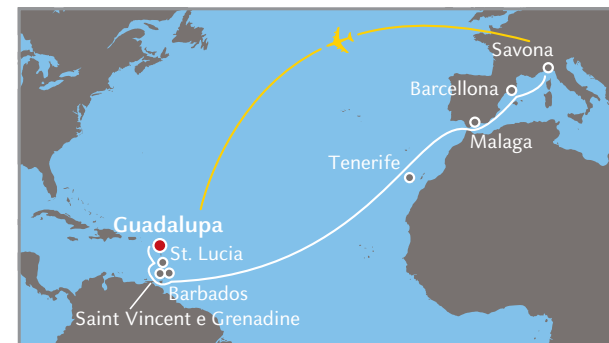 Savona
Barcellona
Malaga
Tenerife
Guadalupa
St. Lucia
Barbados
Saint Vincent e Grenadine